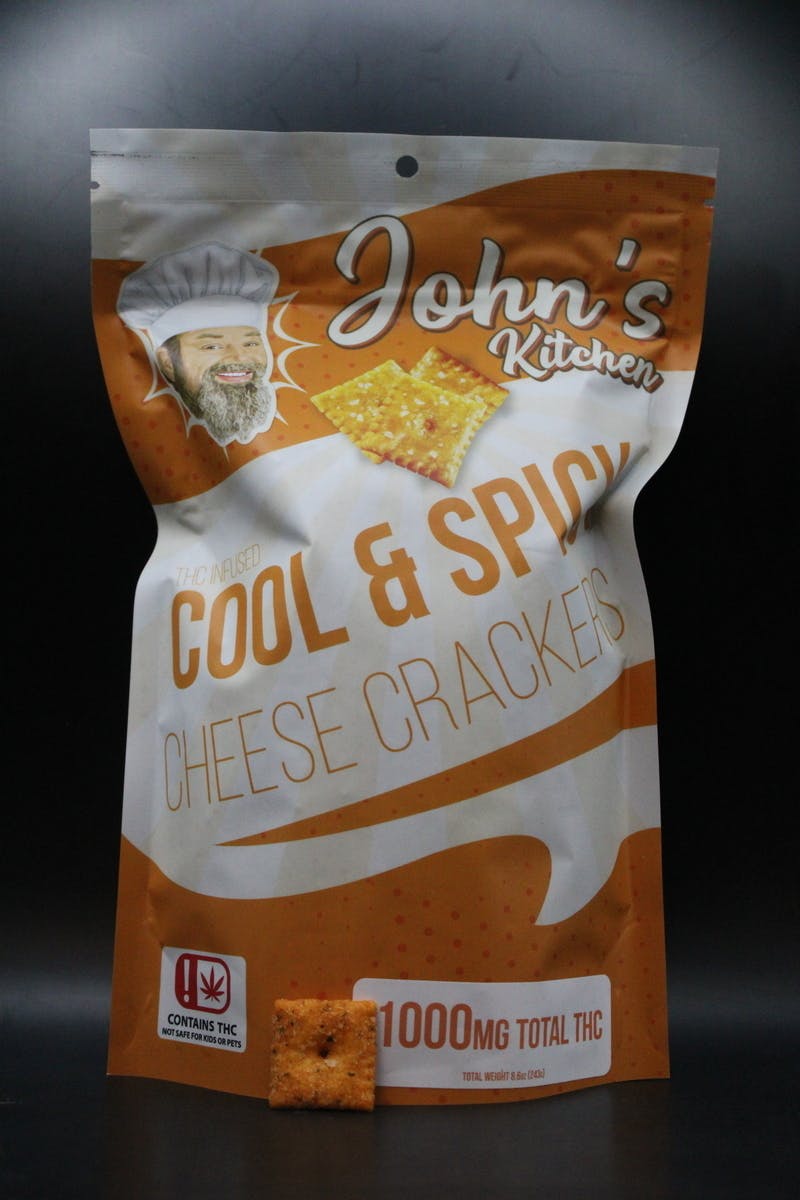 John's
Kitchen
THC INFUSED
COOL & SPICY
CHEESE CRACKERS
CONTAINS THC
NOT SAFE FOR KIDS OR PETS
1000MG TOTAL THC
TOTAL WEIGHT 8.6oz (243g)